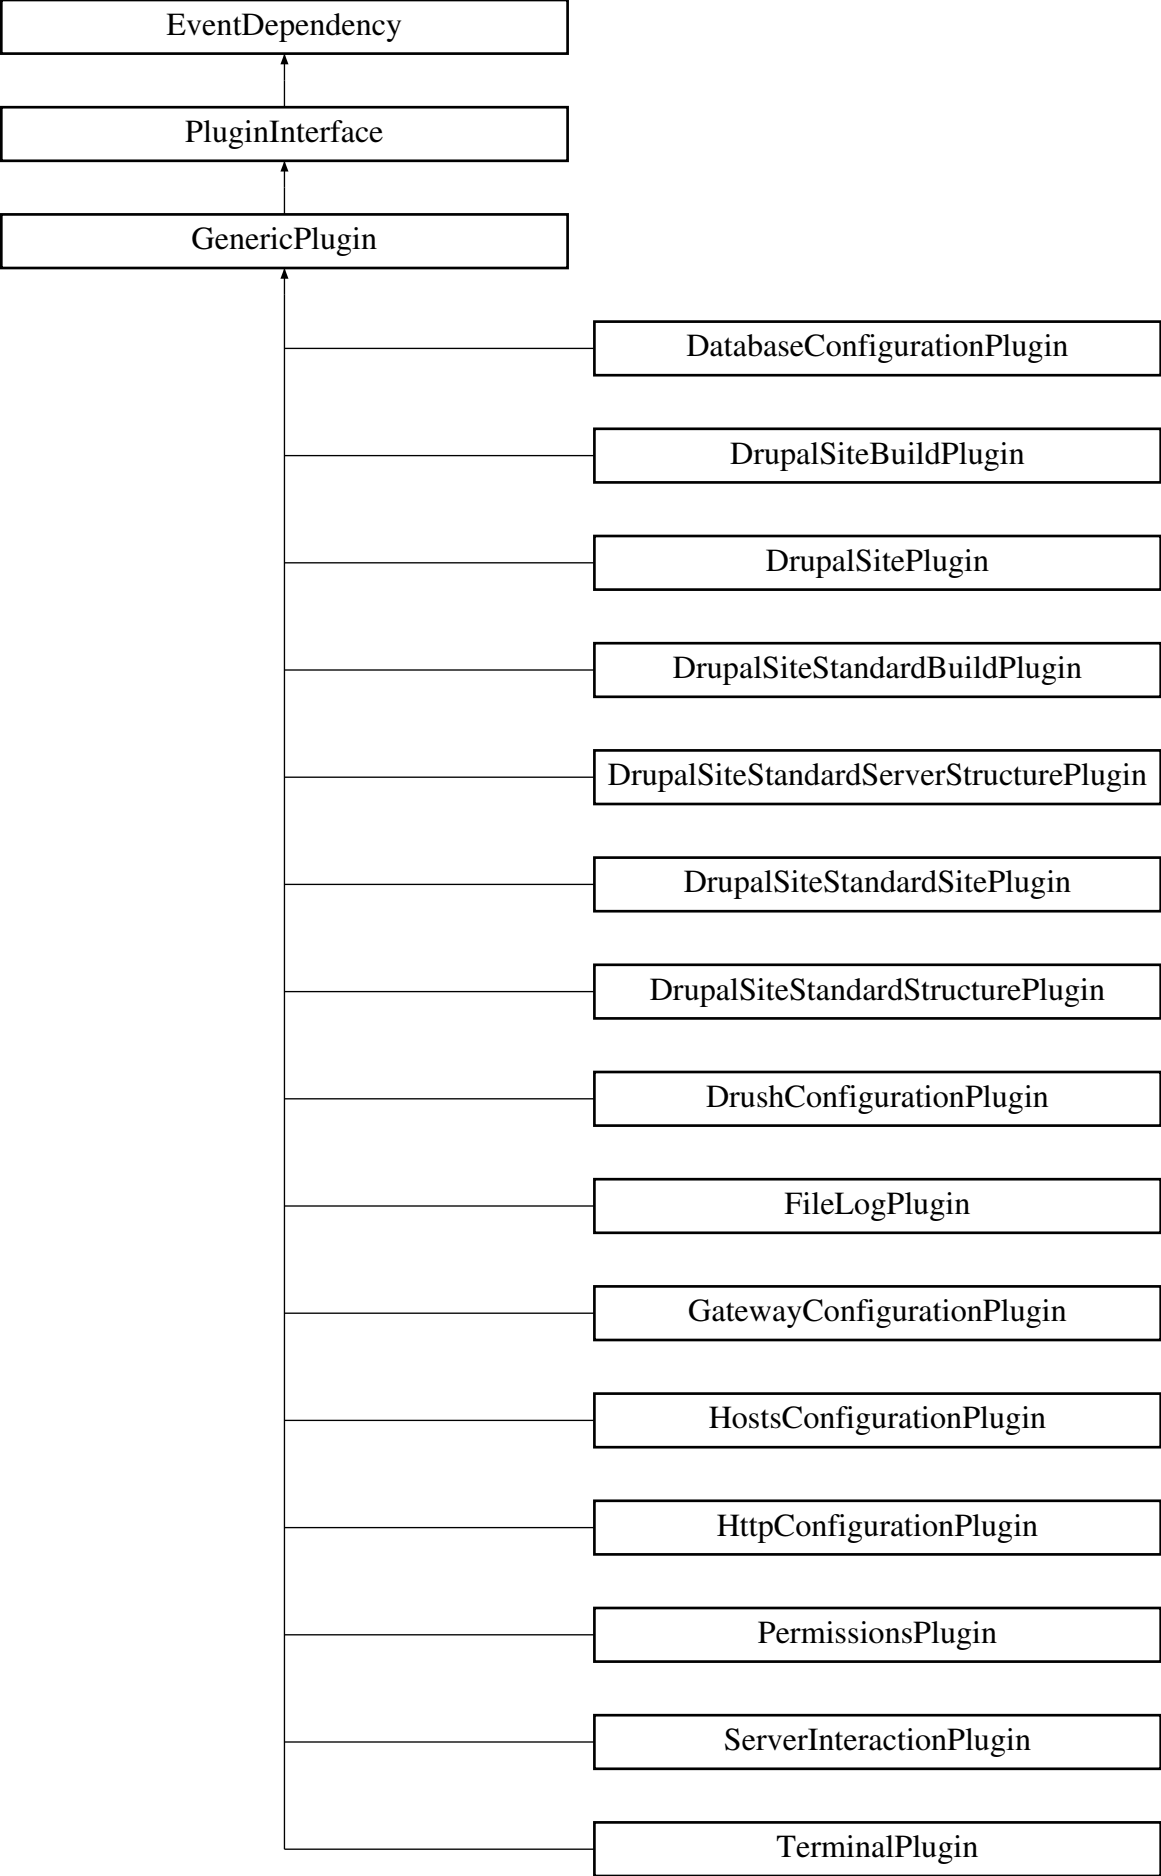 EventDependency
PluginInterface
GenericPlugin
DatabaseConfigurationPlugin
DrupalSiteBuildPlugin
DrupalSitePlugin
DrupalSiteStandardBuildPlugin
DrupalSiteStandardServerStructurePlugin
DrupalSiteStandardSitePlugin
DrupalSiteStandardStructurePlugin
DrushConfigurationPlugin
FileLogPlugin
GatewayConfigurationPlugin
HostsConfigurationPlugin
HttpConfigurationPlugin
PermissionsPlugin
ServerInteractionPlugin
TerminalPlugin